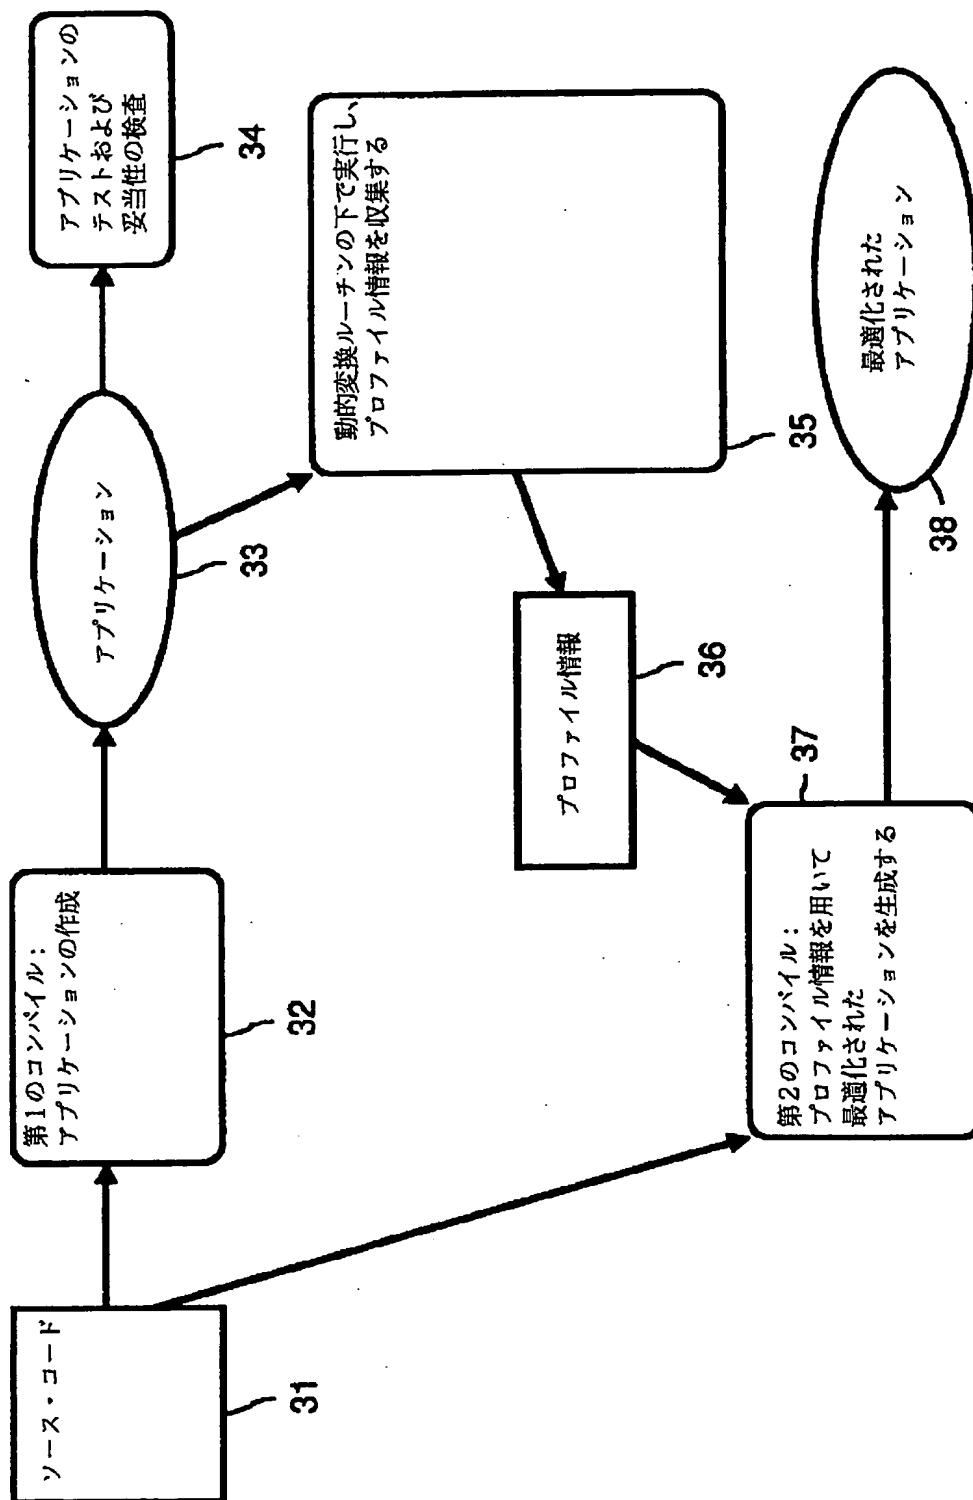 ソース・コード
31
第1のコンパイル：
アプリケーションの作成
32
アプリケーション
33
アプリケーションの
テストおよび
妥当性の検査
34
動的変換ルーチンの下で実行し、
プロファイル情報を収集する
35
プロファイル情報
36
第2のコンパイル：
プロファイル情報を用いて
最適化された
アプリケーションを生成する
37
最適化された
アプリケーション
38